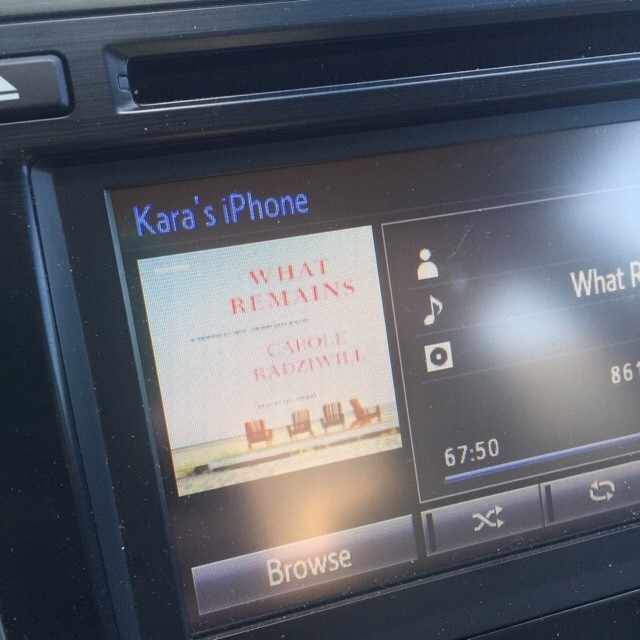 Kara's iPhone
WHAT
REMAINS
CAROLE
RADZIWILL
What R
861
67:50
Browse